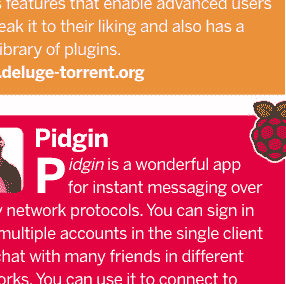 features that enable advanced users
eak it to their liking and also has a
library of plugins.
.deluge-torrent.org
Pidgin
Pidgin is a wonderful app
for instant messaging over
network protocols. You can sign in
multiple accounts in the single client
chat with many friends in different
orks. You can use it to connect to